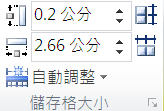 0.2 公分
2.66 公分
自動調整
儲存格大小